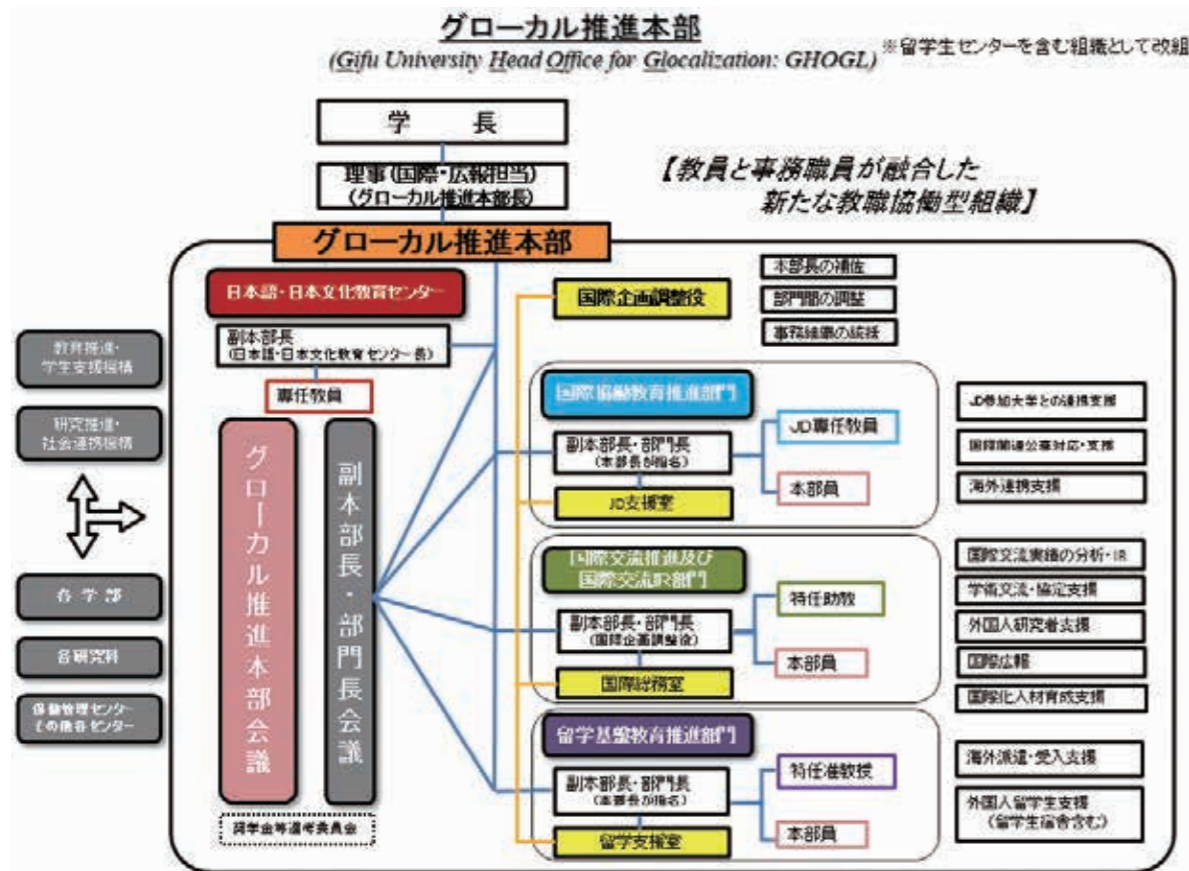 グローカル推進本部
(Gifu University Head Office for Glocalization: GHOGL)
※留学生センターを含む組織として改組
学 長
理事(国際・広報担当)
(グローカル推進本部長)
【教員と事務職員が融合した
新たな教職協働型組織】
グローカル推進本部
日本語・日本文化教育センター
副本部長
(日本語・日本文化教育センター長)
専任教員
グローカル推進本部会議
副本部長・部門長会議
奨学金等選考委員会
教育推進・
学生支援機構
研究推進・
社会連携機構
各学部
各研究科
保健管理センター
その他各センター
国際企画調整役
本部長の補佐
部門間の調整
事務組織の統括
国際協働教育推進部門
副本部長・部門長
(本部長が指名)
JD支援室
JD専任教員
本部員
JD参加大学との連携支援
国際関連公募対応・支援
海外連携支援
国際交流推進及び
国際交流IR部門
副本部長・部門長
(国際企画調整役)
国際総務室
特任助教
本部員
国際交流実績の分析・IR
学術交流・協定支援
外国人研究者支援
国際広報
国際化人材育成支援
留学基盤教育推進部門
副本部長・部門長
(本部長が指名)
留学支援室
特任准教授
本部員
海外派遣・受入支援
外国人留学生支援
(留学生宿舎含む)